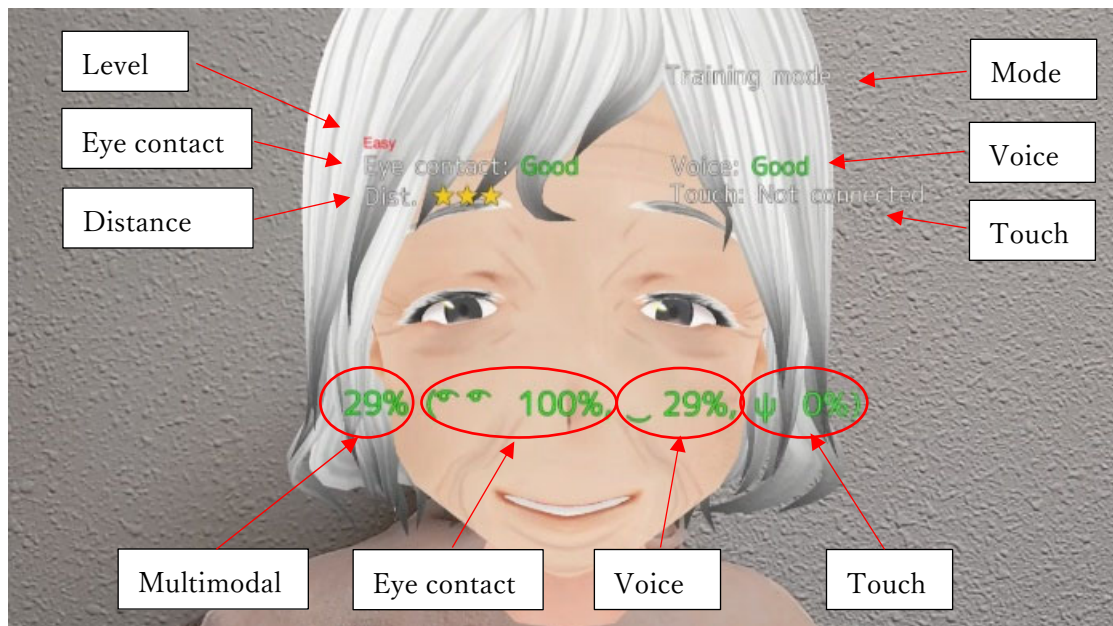 Level
Training mode
Mode
Eye contact
Easy
Eye contact: Good
Voice: Good
Voice
Distance
Dist. ★★★
Touch: Not connected
Touch
29% (👁 👁 100%, ‿ 29%, ψ 0%)
Multimodal
Eye contact
Voice
Touch